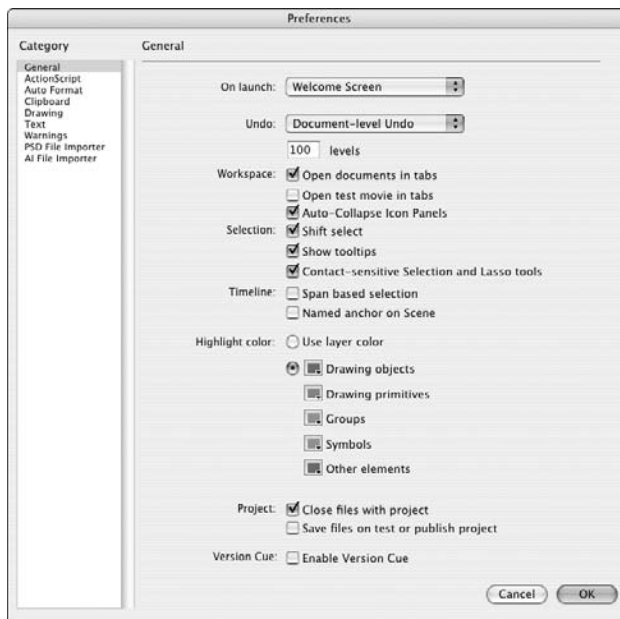 Preferences
Category
General
ActionScript
Auto Format
Clipboard
Drawing
Text
Warnings
PSD File Importer
AI File Importer
General
On launch: Welcome Screen
Undo: Document-level Undo
100 levels
Workspace: Open documents in tabs
Open test movie in tabs
Auto-Collapse Icon Panels
Selection: Shift select
Show tooltips
Contact-sensitive Selection and Lasso tools
Timeline: Span based selection
Named anchor on Scene
Highlight color: Use layer color
Drawing objects
Drawing primitives
Groups
Symbols
Other elements
Project: Close files with project
Save files on test or publish project
Version Cue: Enable Version Cue
Cancel OK